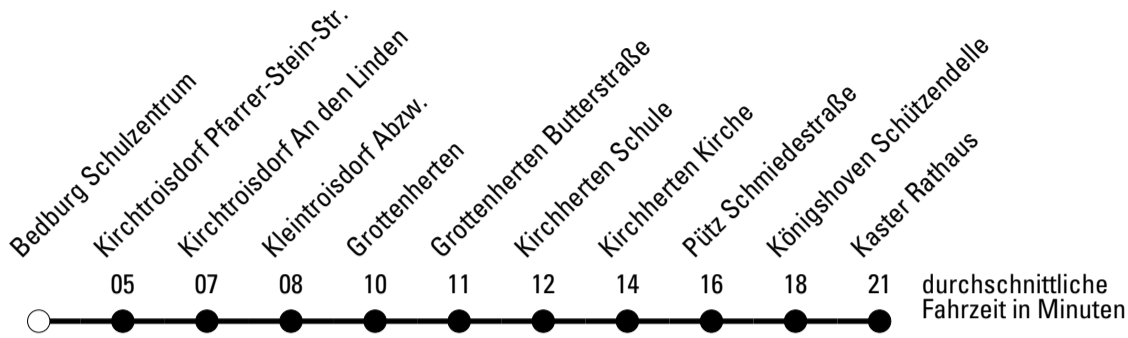 Bedburg Schulzentrum
Kirchtroisdorf Pfarrer-Stein-Str.
Kirchtroisdorf An den Linden
Kleintroisdorf Abzw.
Grottenherten
Grottenherten Butterstraße
Kirchherten Schule
Kirchherten Kirche
Pütz Schmiedestraße
Königshoven Schützendelle
Kaster Rathaus
05 07 08 10 11 12 14 16 18 21
durchschnittliche
Fahrzeit in Minuten